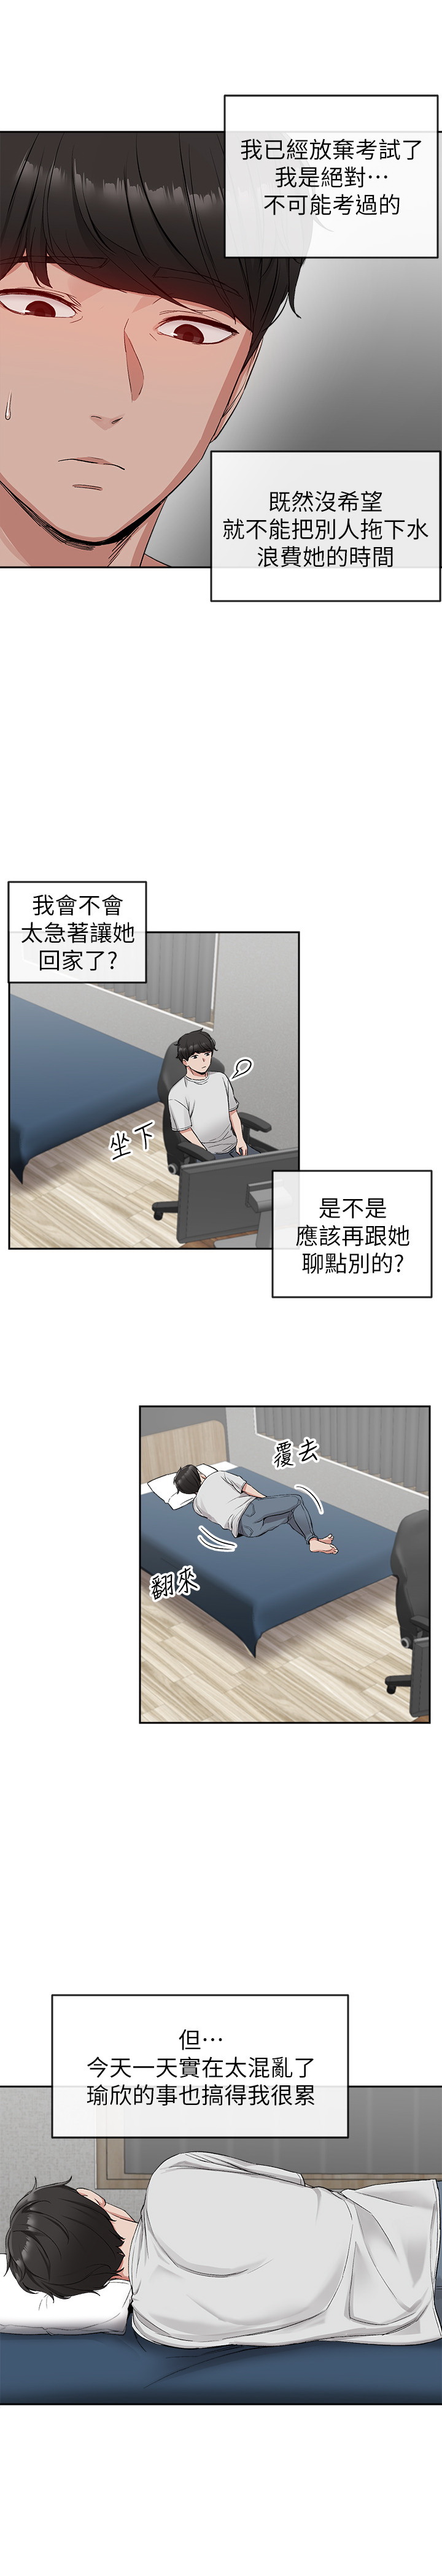 我已經放棄考試了
我是絕對…
不可能考過的
既然沒希望
就不能把別人拖下水
浪費她的時間
我會不會
太急著讓她
回家了?
坐下
是不是
應該再跟她
聊點別的?
覆去
翻來
但…
今天一天實在太混亂了
瑜欣的事也搞得我很累